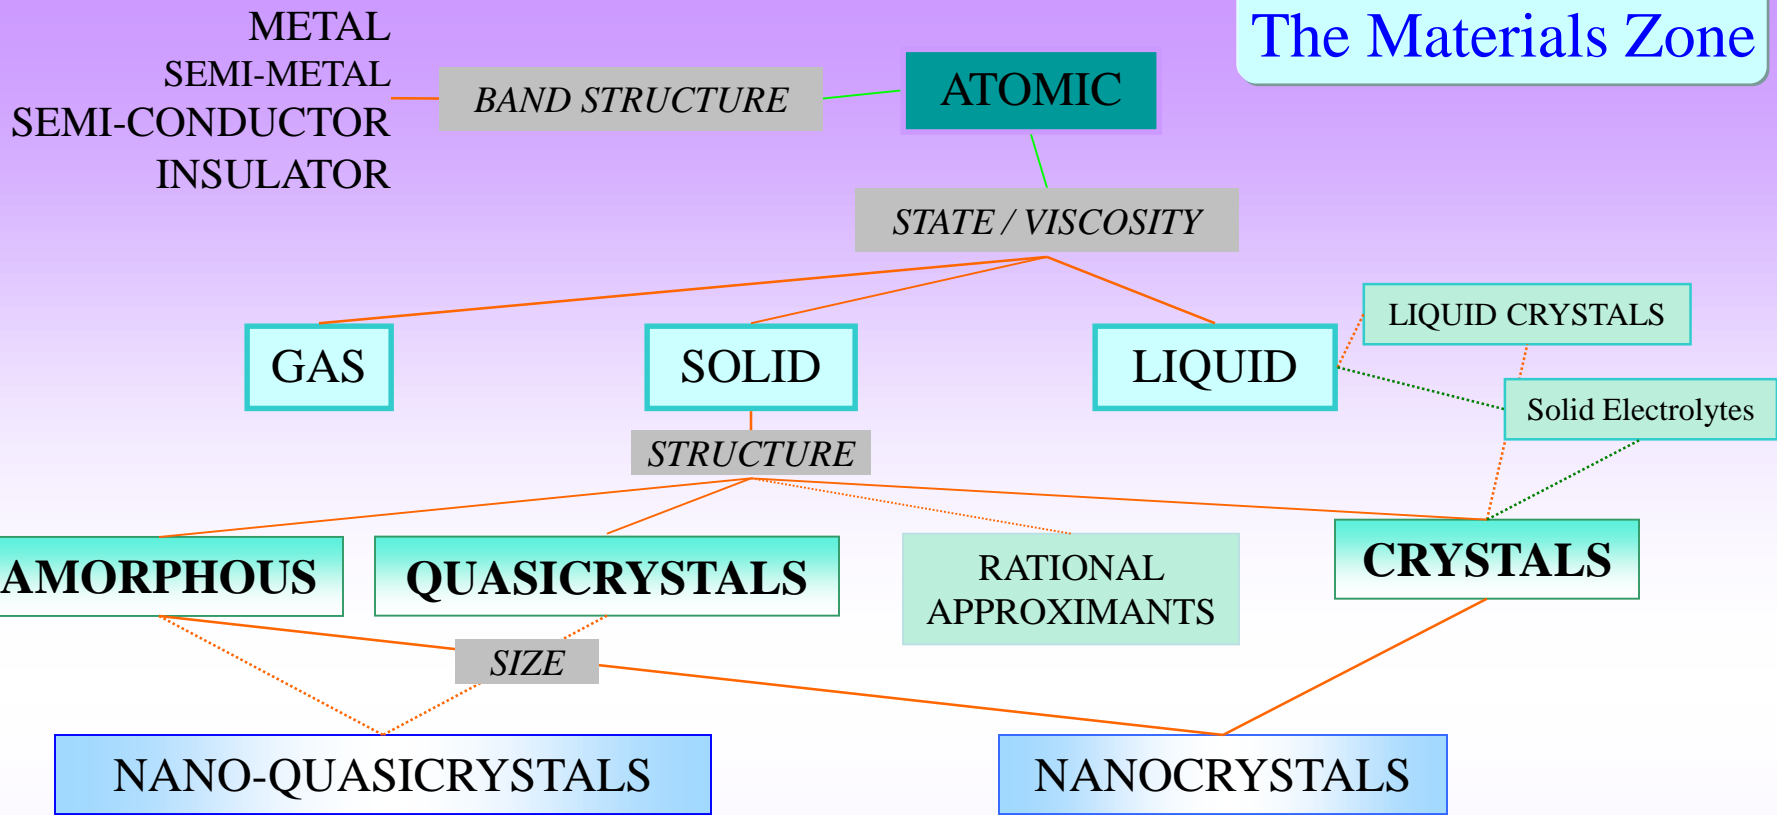 The Materials Zone
METAL
SEMI-METAL
SEMI-CONDUCTOR
INSULATOR
BAND STRUCTURE
ATOMIC
STATE / VISCOSITY
GAS
SOLID
LIQUID
LIQUID CRYSTALS
Solid Electrolytes
STRUCTURE
AMORPHOUS
QUASICRYSTALS
RATIONAL
APPROXIMANTS
CRYSTALS
SIZE
NANO-QUASICRYSTALS
NANOCRYSTALS